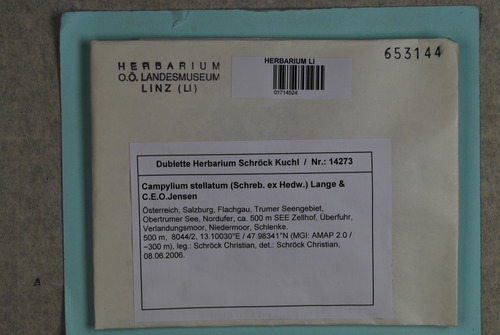 HERBARIUM
O.Ö. LANDESMUSEUM
LINZ (LI)
HERBARIUM LI
01714524
653144
Dublette Herbarium Schröck Kuchl / Nr.: 14273
Campylium stellatum (Schreb. ex Hedw.) Lange &
C.E.O.Jensen
Österreich, Salzburg, Flachgau, Trumer Seengebiet,
Obertrumer See, Nordufer, ca. 500 m SEE Zellhof, Überfuhr,
Verlandungsmoor, Niedermoor, Schlenke.
500 m, 8044/2, 13.10030°E / 47.98341°N (MGI: AMAP 2.0 /
~300 m), leg.: Schröck Christian, det.: Schröck Christian,
08.06.2006.